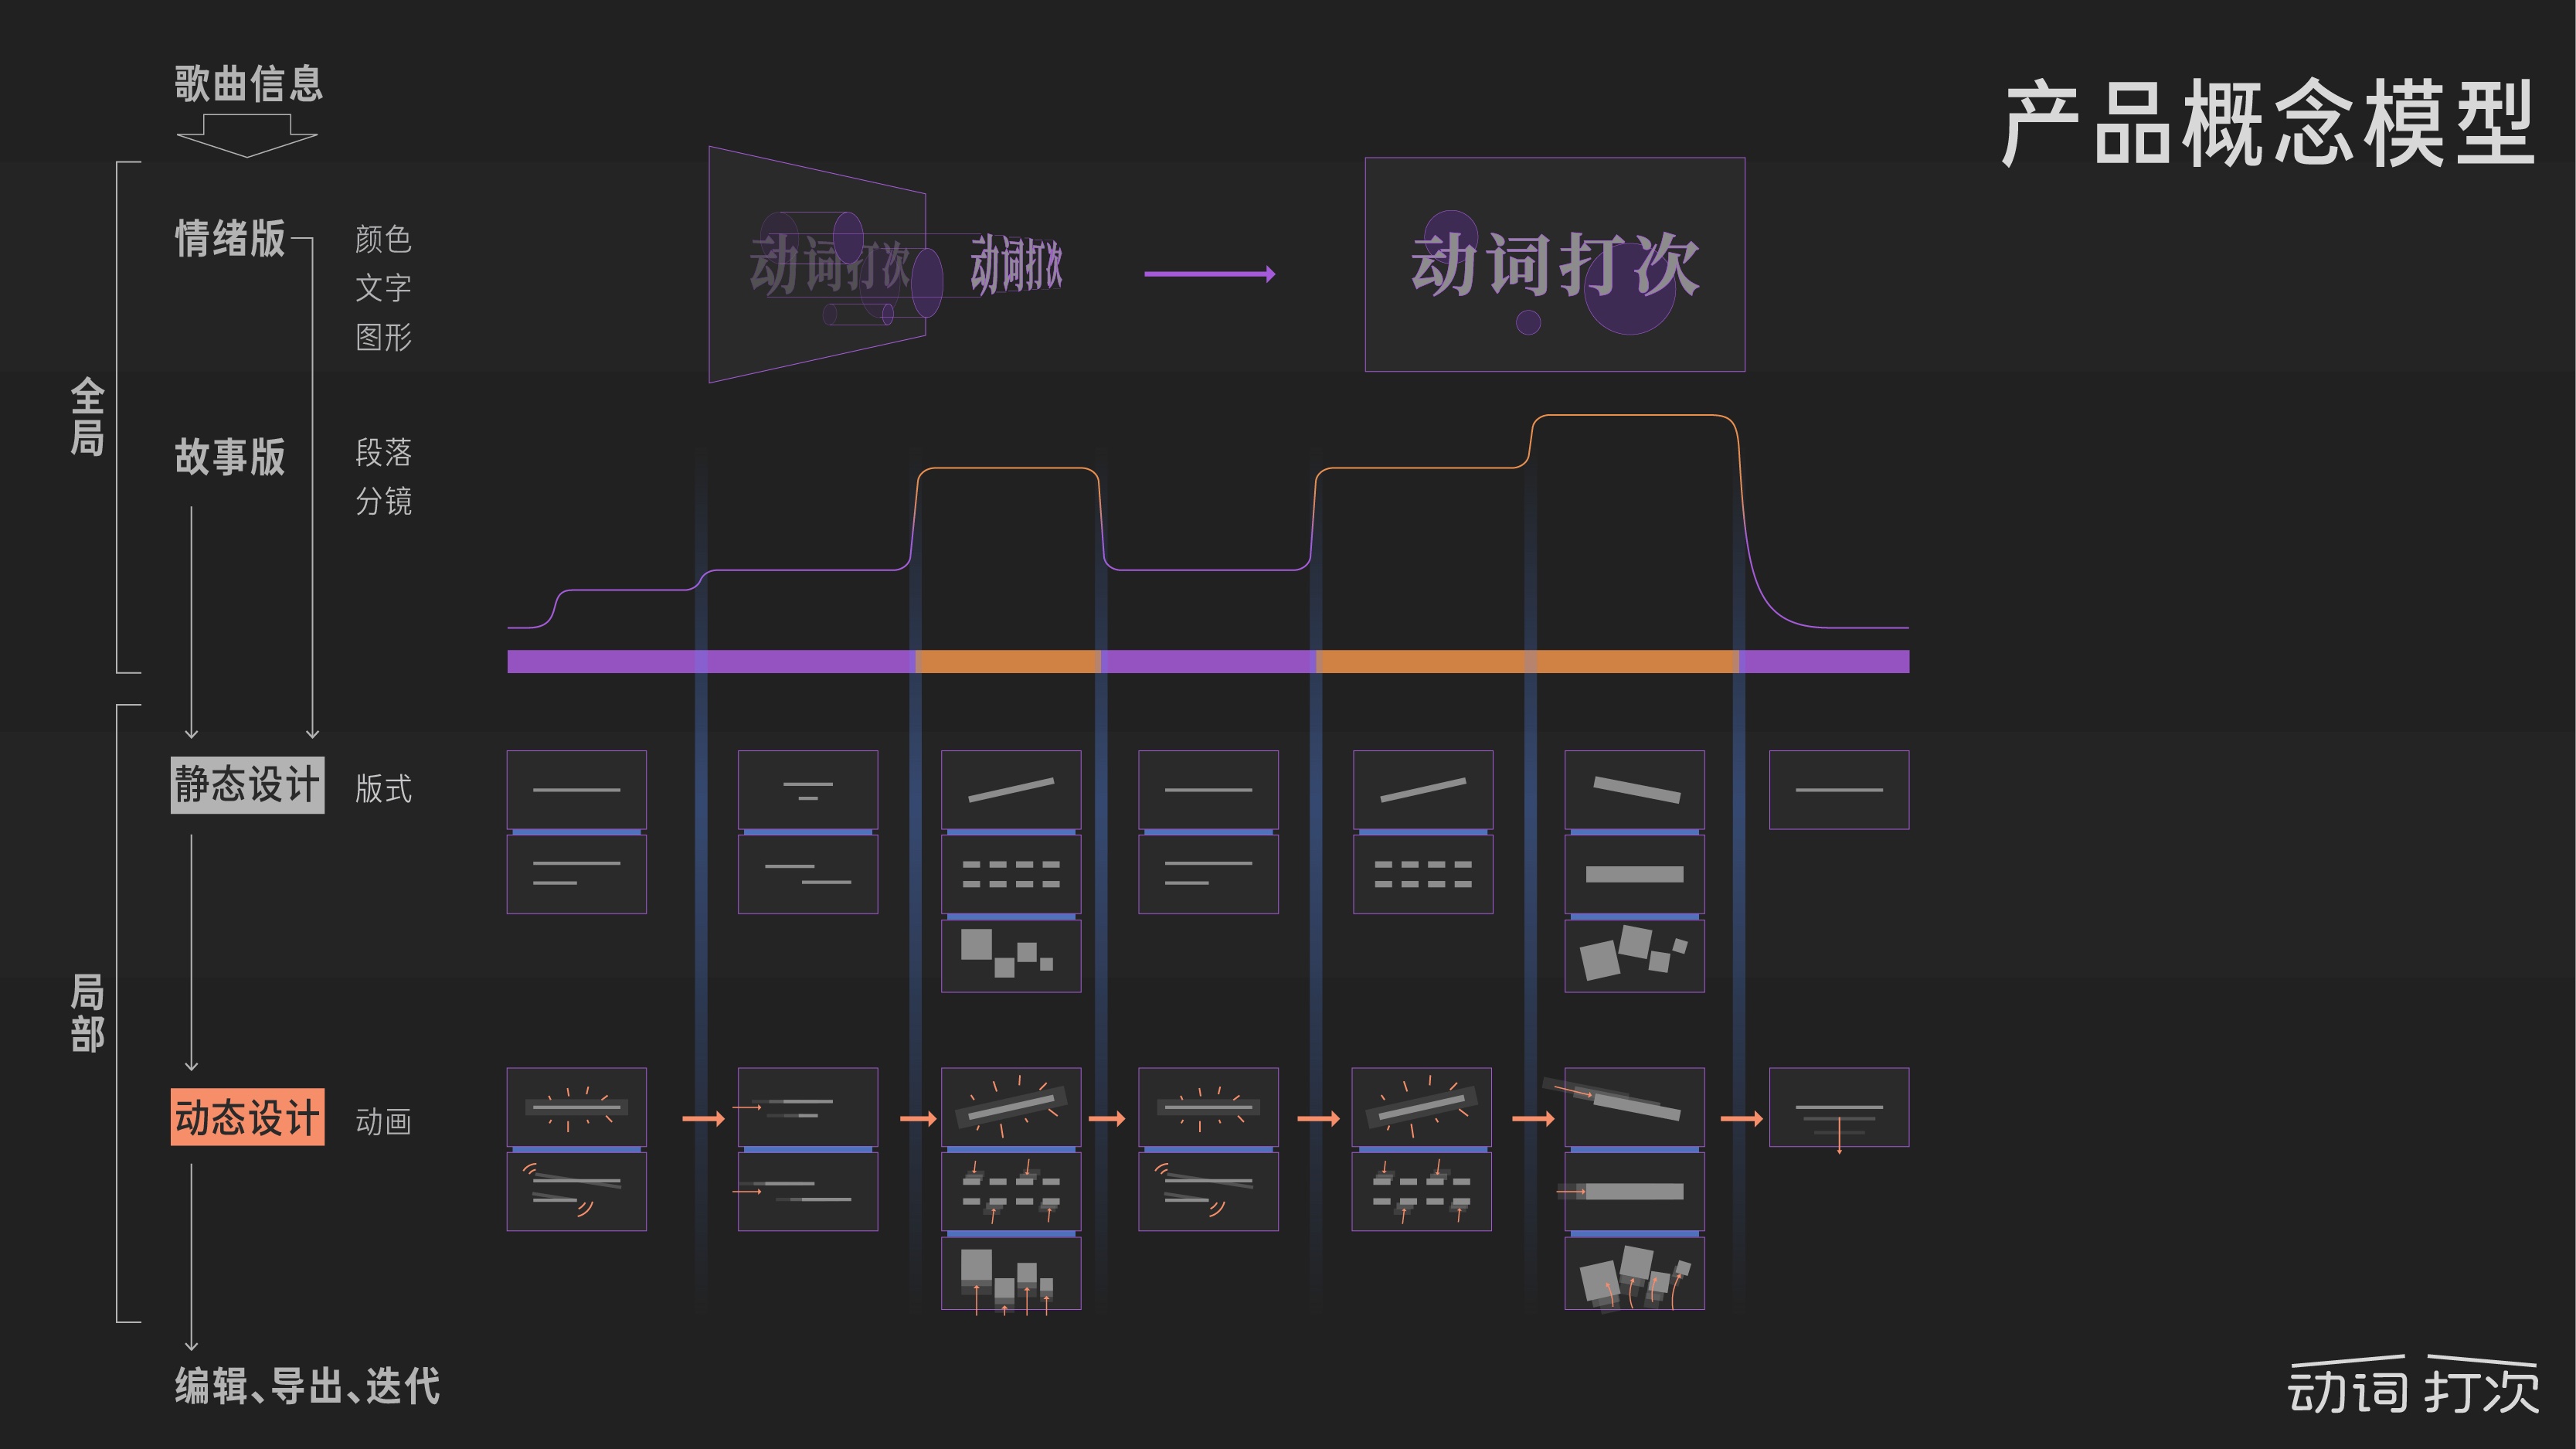 产品概念模型
歌曲信息
全局
情绪版
颜色
文字
图形
动词打次
动词打次
动词打次
故事版
段落
分镜
局部
静态设计
版式
动态设计
动画
编辑、导出、迭代
动词打次